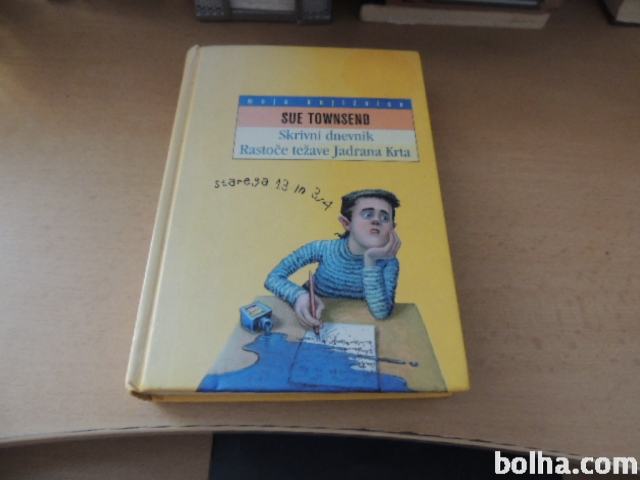 moja knjižnica
SUE TOWNSEND
Skrivni dnevnik
Rastoče težave Jadrana Krta
starega 13 in 3/4
bolha.com